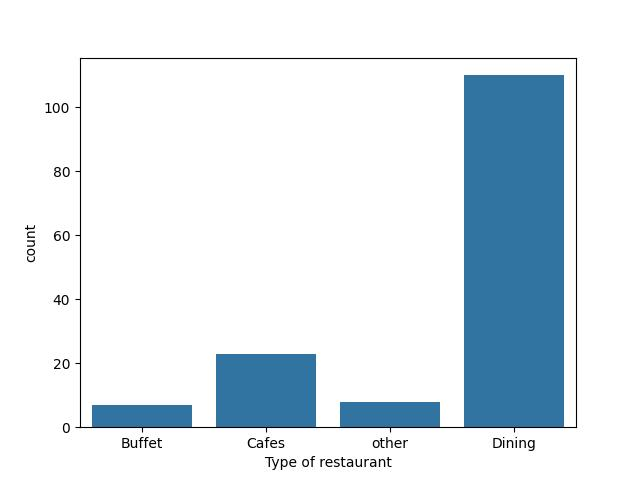 100
80
60
40
20
0
count
Buffet Cafes other Dining
Type of restaurant